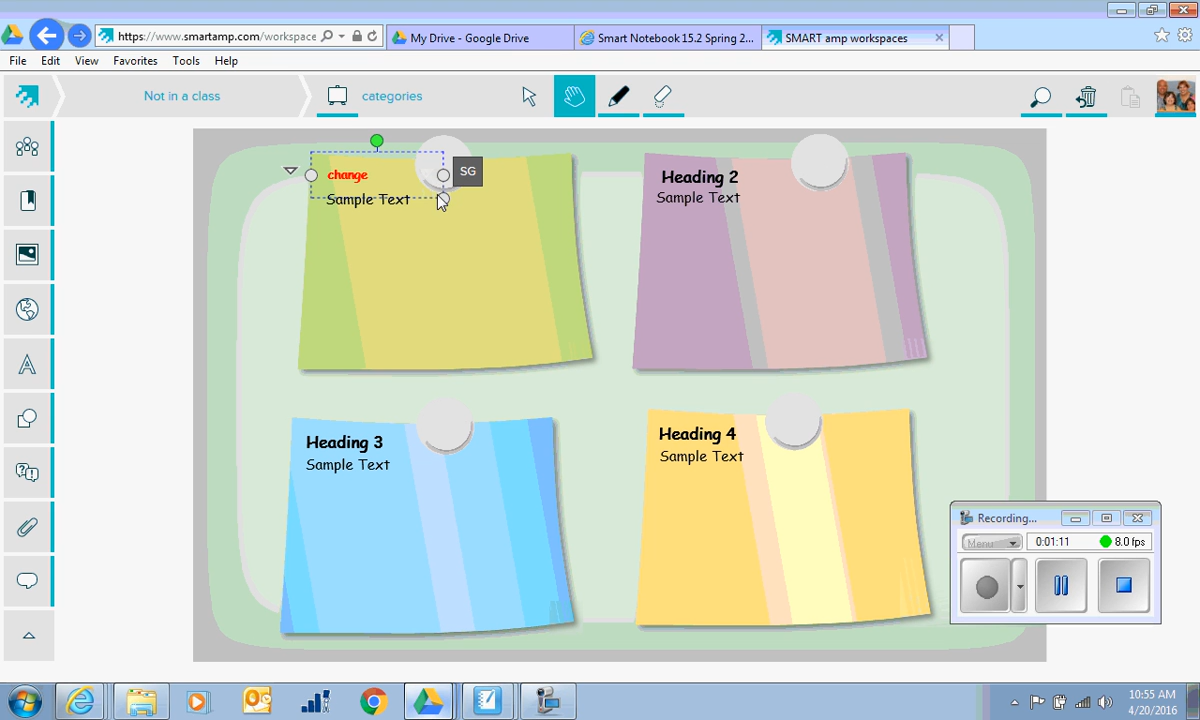 https://www.smartamp.com/workspace
My Drive - Google Drive
Smart Notebook 15.2 Spring 2...
SMART amp workspaces
File Edit View Favorites Tools Help
Not in a class
categories
change
Sample Text
SG
Heading 2
Sample Text
Heading 3
Sample Text
Heading 4
Sample Text
Recording...
Menu
0:01:11
8.0 fps
10:55 AM
4/20/2016